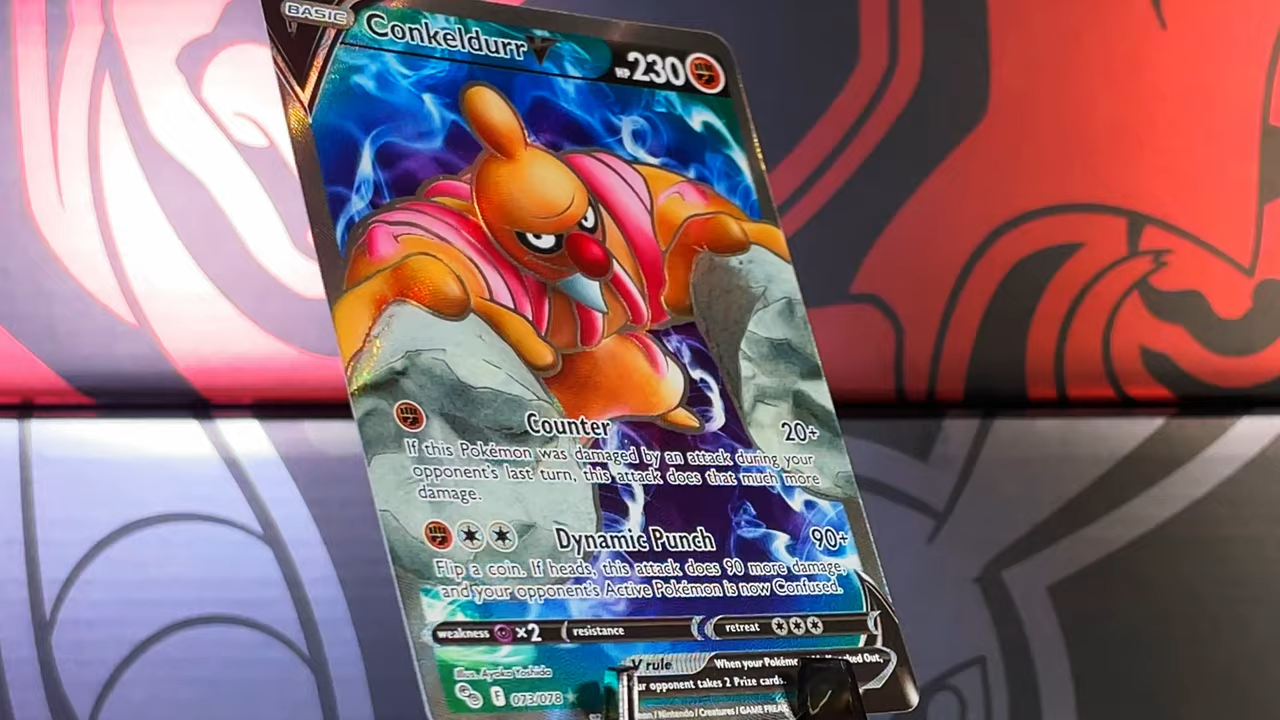 BASIC
Conkeldurr V
HP 230
Counter 20+
If this Pokémon was damaged by an attack during your
opponent's last turn, this attack does that much more
damage.
Dynamic Punch 90+
Flip a coin. If heads, this attack does 90 more damage,
and your opponent's Active Pokémon is now Confused.
weakness ×2 resistance retreat
V rule When your Pokémon Knocked Out,
opponent takes 2 Prize cards.
Illus. Ayaka Yoshida
F 073/078
/ Nintendo / Creatures / GAME FREAK